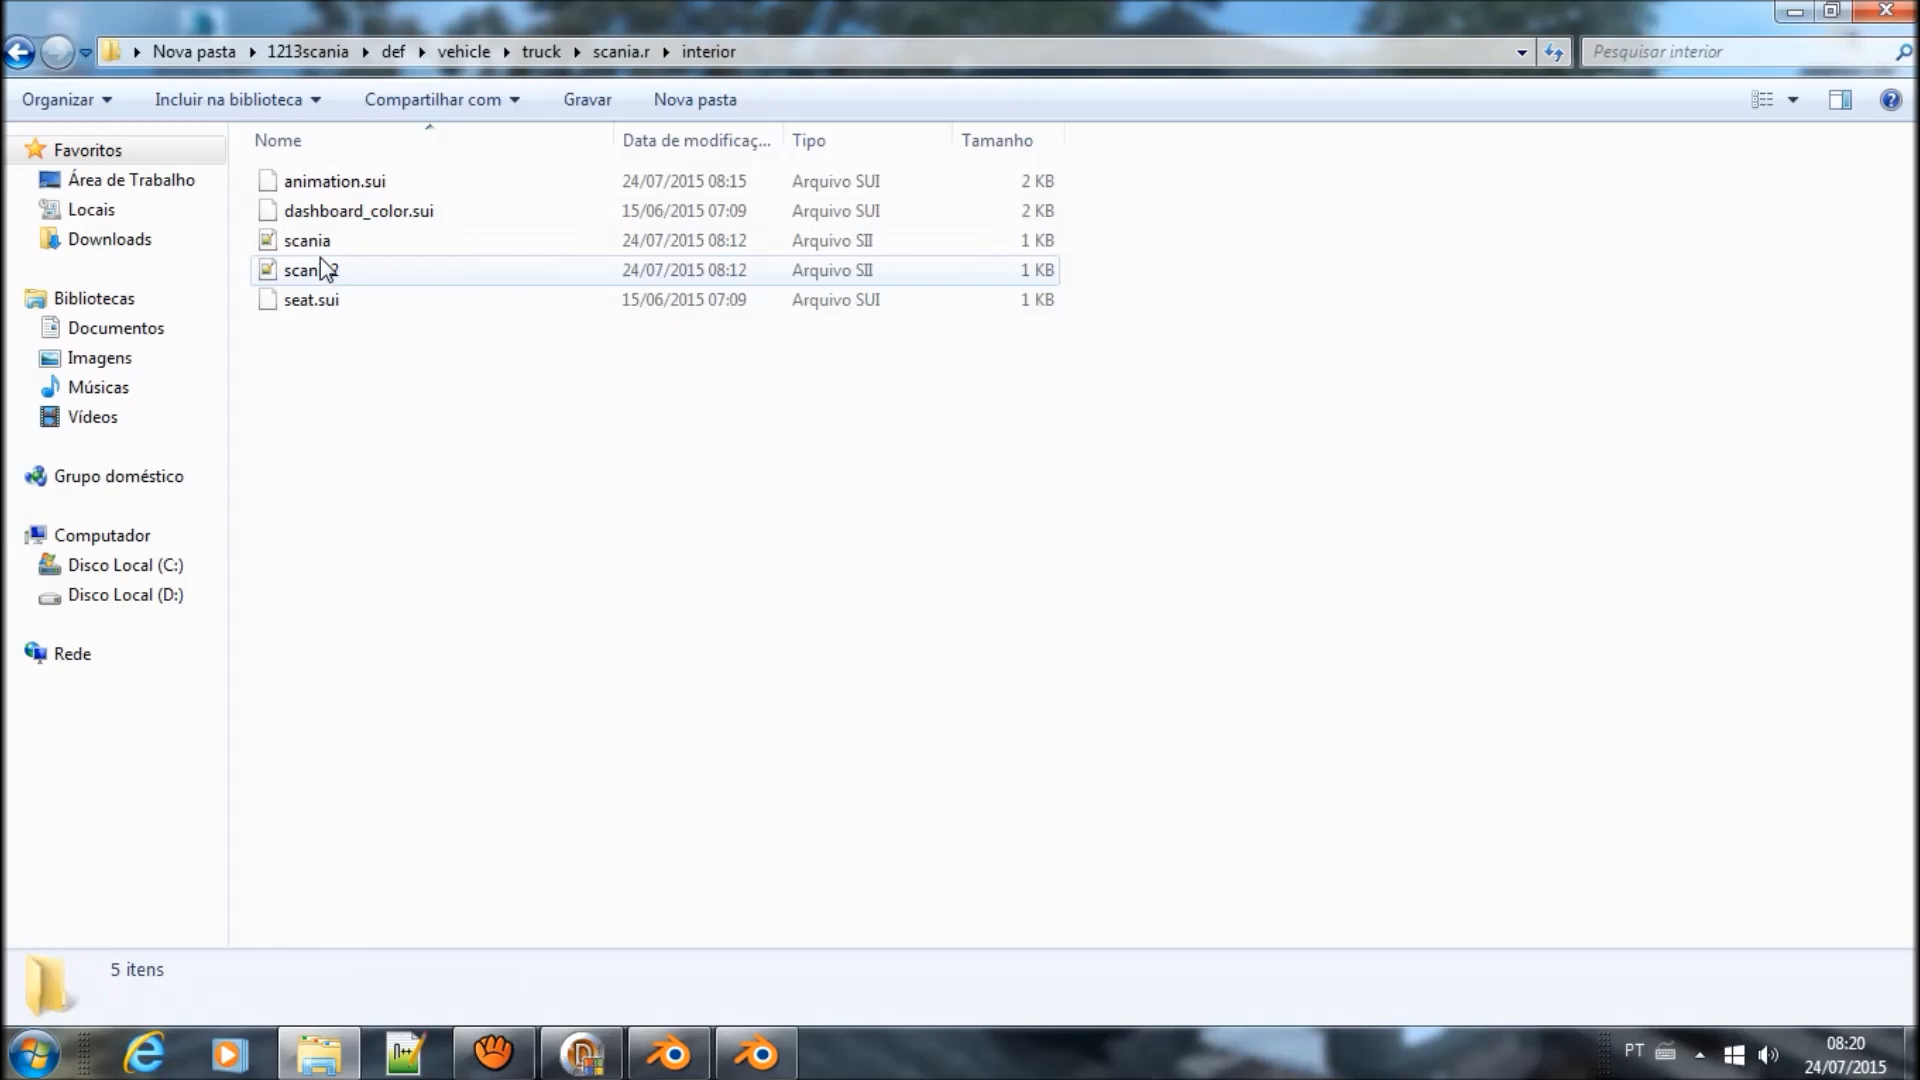 Nova pasta 1213scania def vehicle truck scania.r interior
Pesquisar interior
Organizar Incluir na biblioteca Compartilhar com Gravar Nova pasta
Nome Data de modificaç... Tipo Tamanho
animation.sui 24/07/2015 08:15 Arquivo SUI 2 KB
dashboard_color.sui 15/06/2015 07:09 Arquivo SUI 2 KB
scania 24/07/2015 08:12 Arquivo SII 1 KB
24/07/2015 08:12 Arquivo SII 1 KB
seat.sui 15/06/2015 07:09 Arquivo SUI 1 KB
Favoritos
Área de Trabalho
Locais
Downloads
Bibliotecas
Documentos
Imagens
Músicas
Vídeos
Grupo doméstico
Computador
Disco Local (C:)
Disco Local (D:)
Rede
5 itens
PT
08:20
24/07/2015